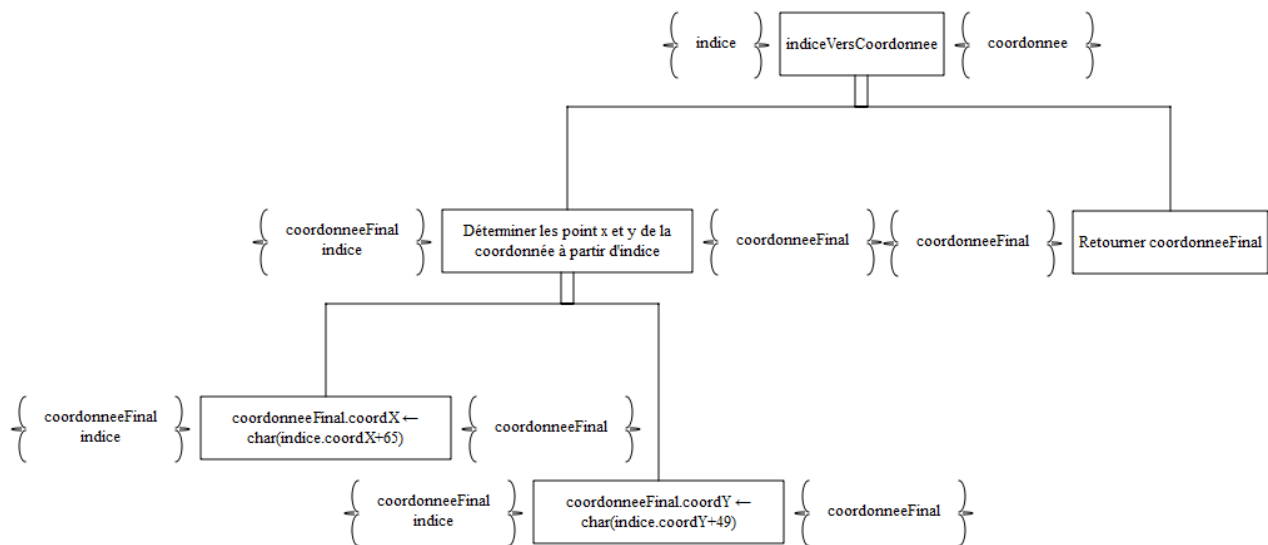 indice
indiceVersCoordonnee
coordonnee
coordonneeFinal
indice
Déterminer les point x et y de la
coordonnée à partir d'indice
coordonneeFinal
coordonneeFinal
Retourner coordonneeFinal
coordonneeFinal
indice
coordonneeFinal.coordX ←
char(indice.coordX+65)
coordonneeFinal
coordonneeFinal
indice
coordonneeFinal.coordY ←
char(indice.coordY+49)
coordonneeFinal